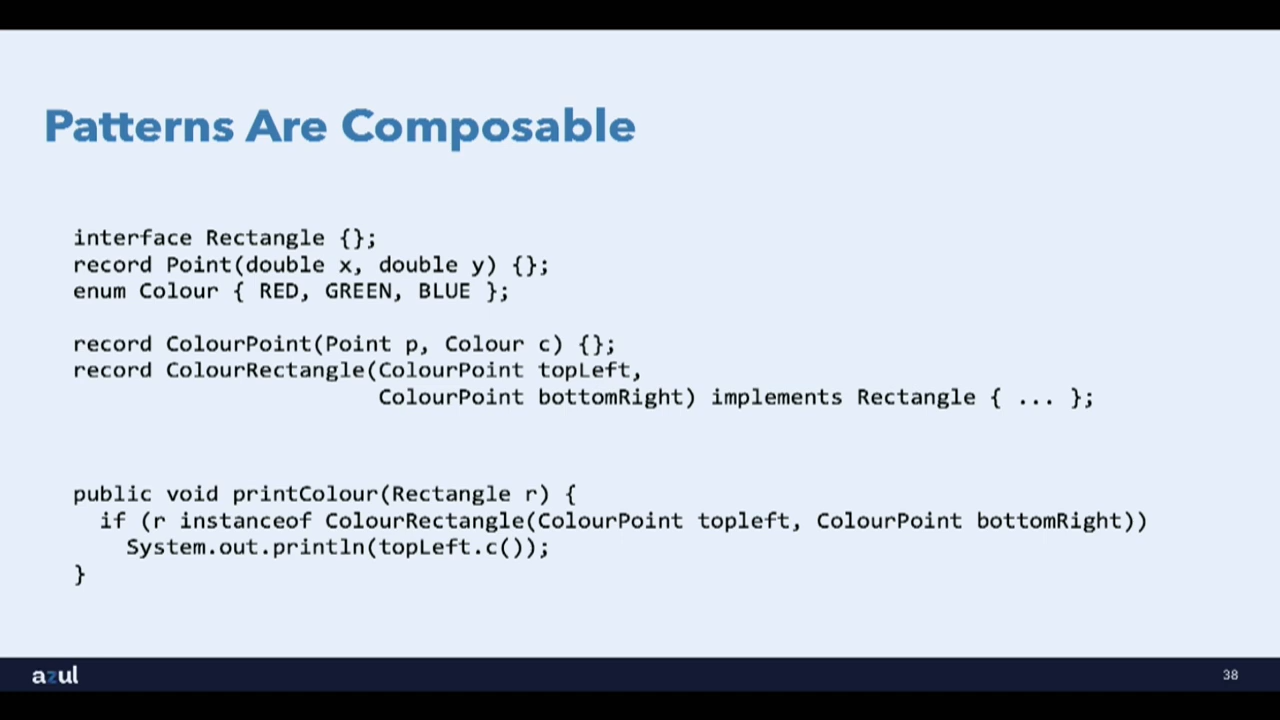 Patterns Are Composable
interface Rectangle {};
record Point(double x, double y) {};
enum Colour { RED, GREEN, BLUE };
record ColourPoint(Point p, Colour c) {};
record ColourRectangle(ColourPoint topLeft,
ColourPoint bottomRight) implements Rectangle { ... };
public void printColour(Rectangle r) {
if (r instanceof ColourRectangle(ColourPoint topleft, ColourPoint bottomRight))
System.out.println(topLeft.c());
}
azul
38